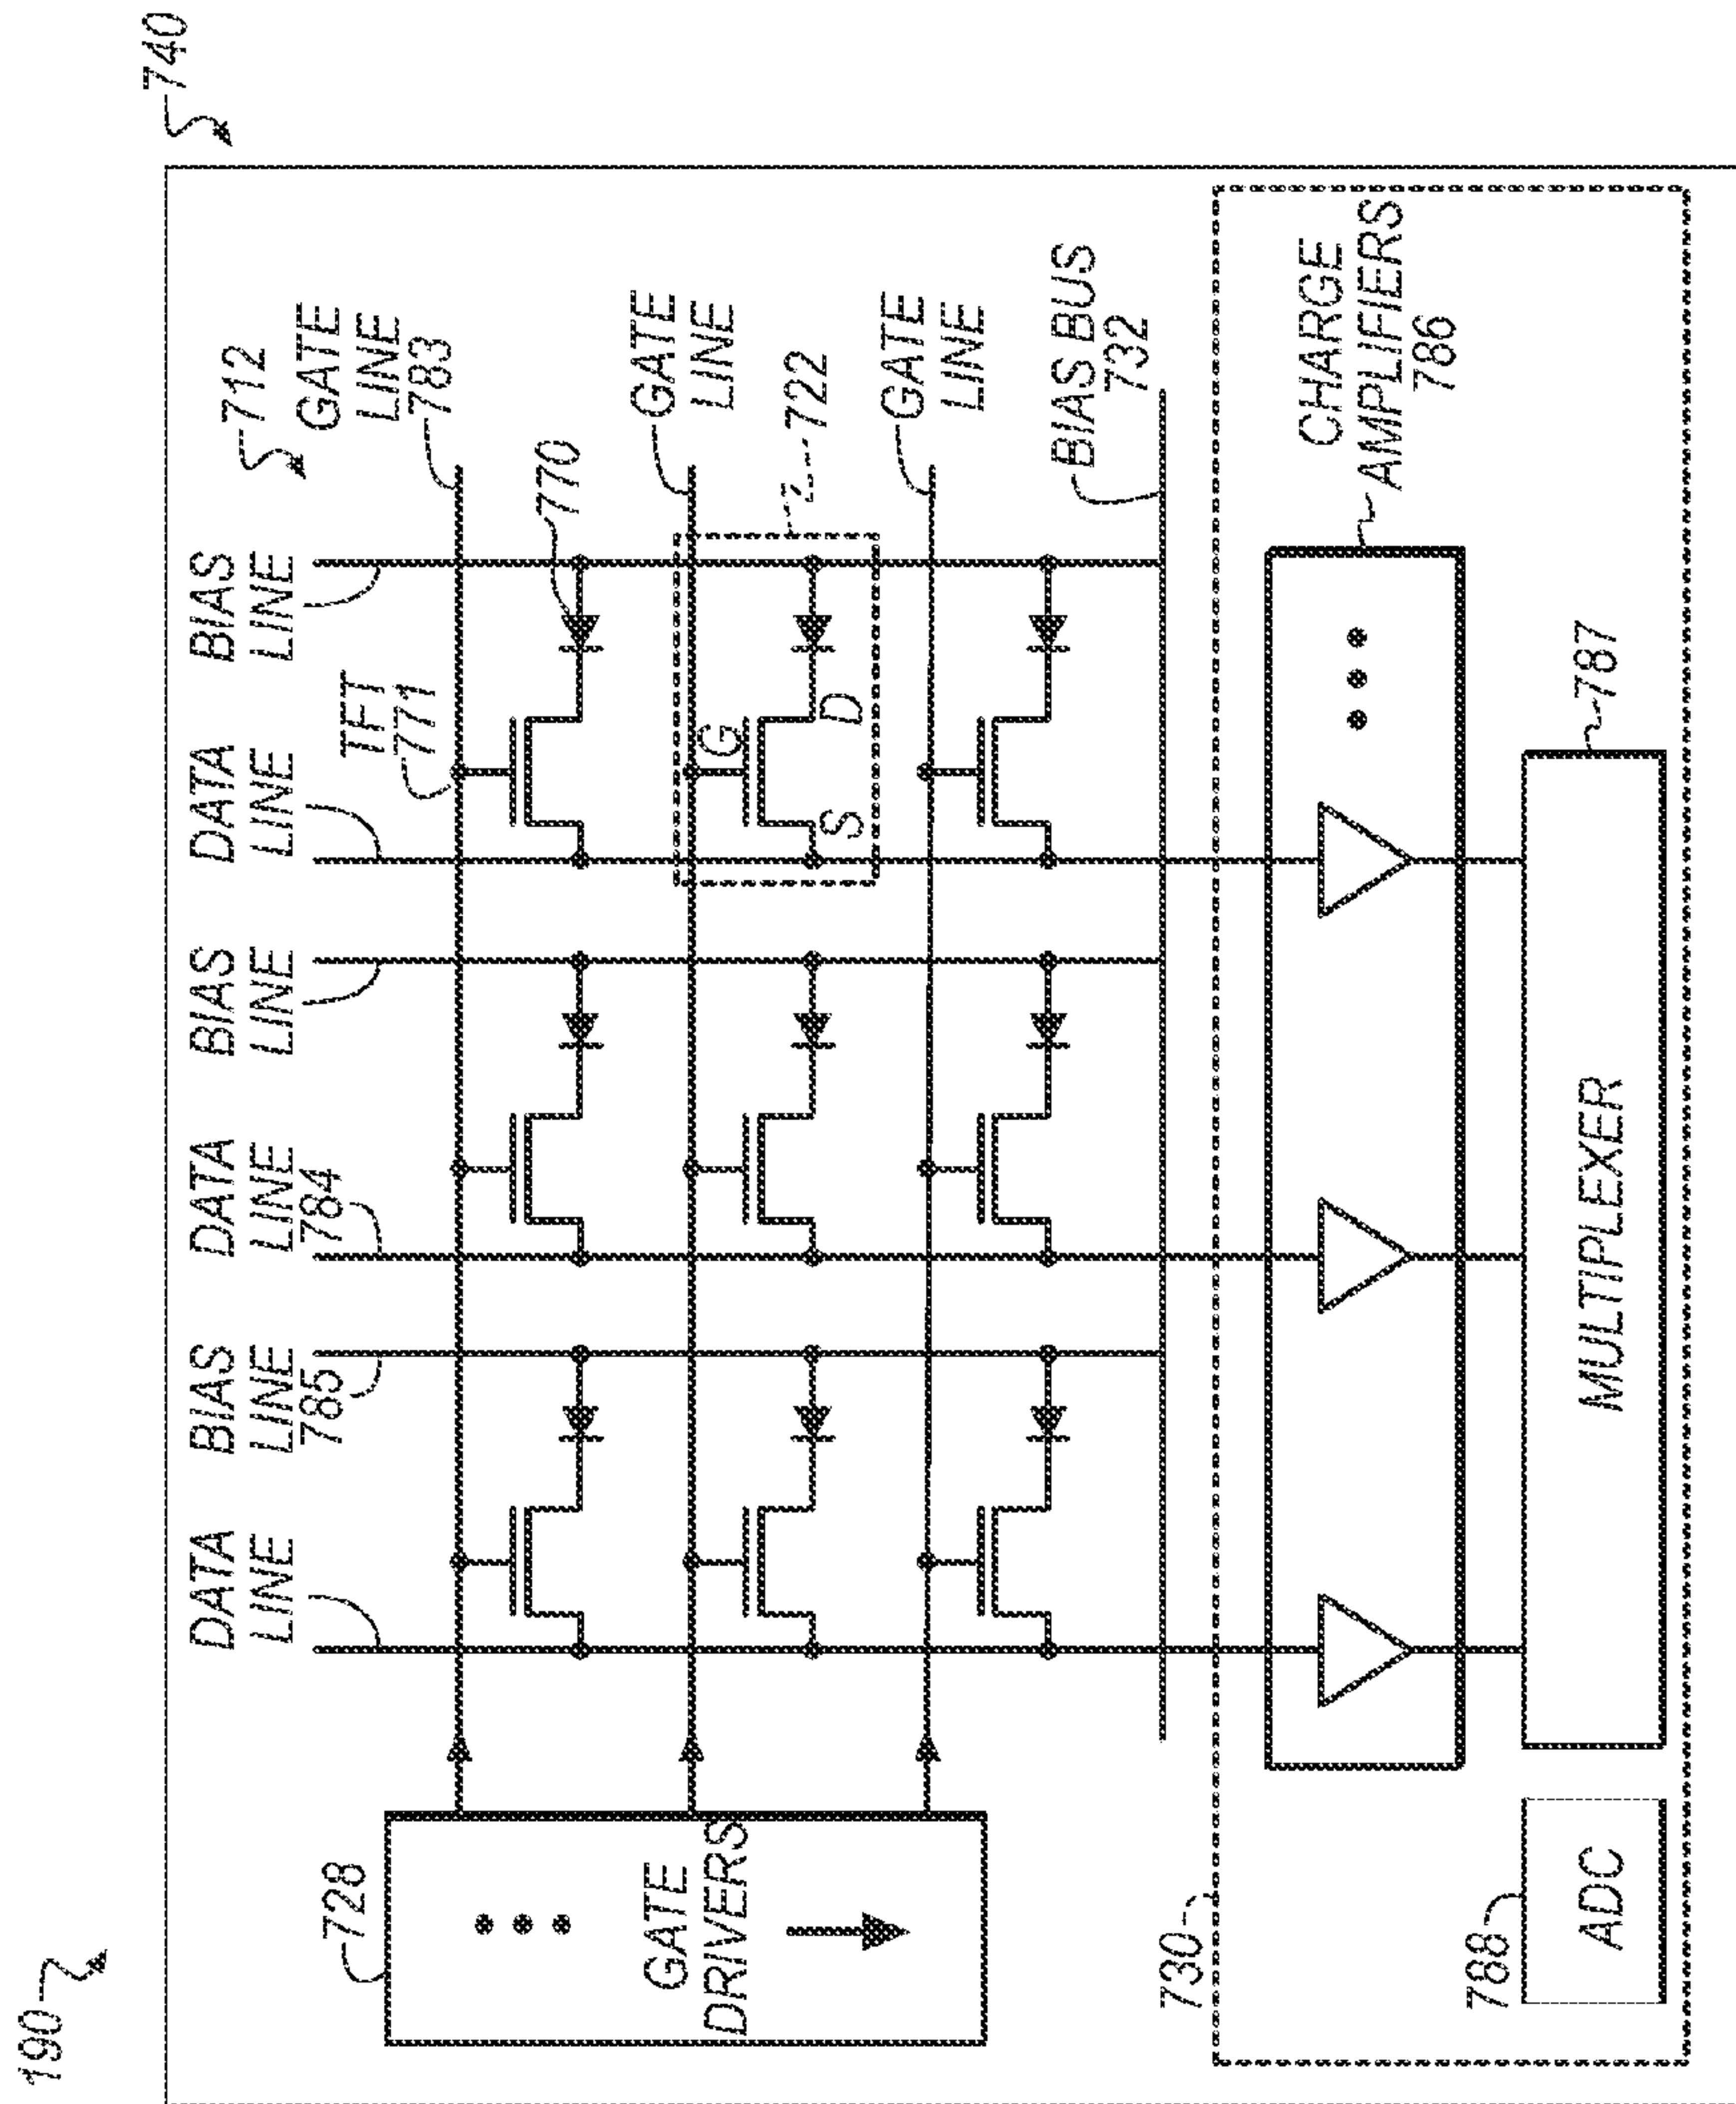 190
740
712
DATA
LINE
BIAS
LINE
785
DATA
LINE
784
BIAS
LINE
DATA
LINE
BIAS
LINE
GATE
LINE
783
TFT
771
770
728
GATE
DRIVERS
GATE
LINE
G
S
D
722
GATE
LINE
BIAS BUS
732
730
CHARGE
AMPLIFIERS
786
788
ADC
MULTIPLEXER
787